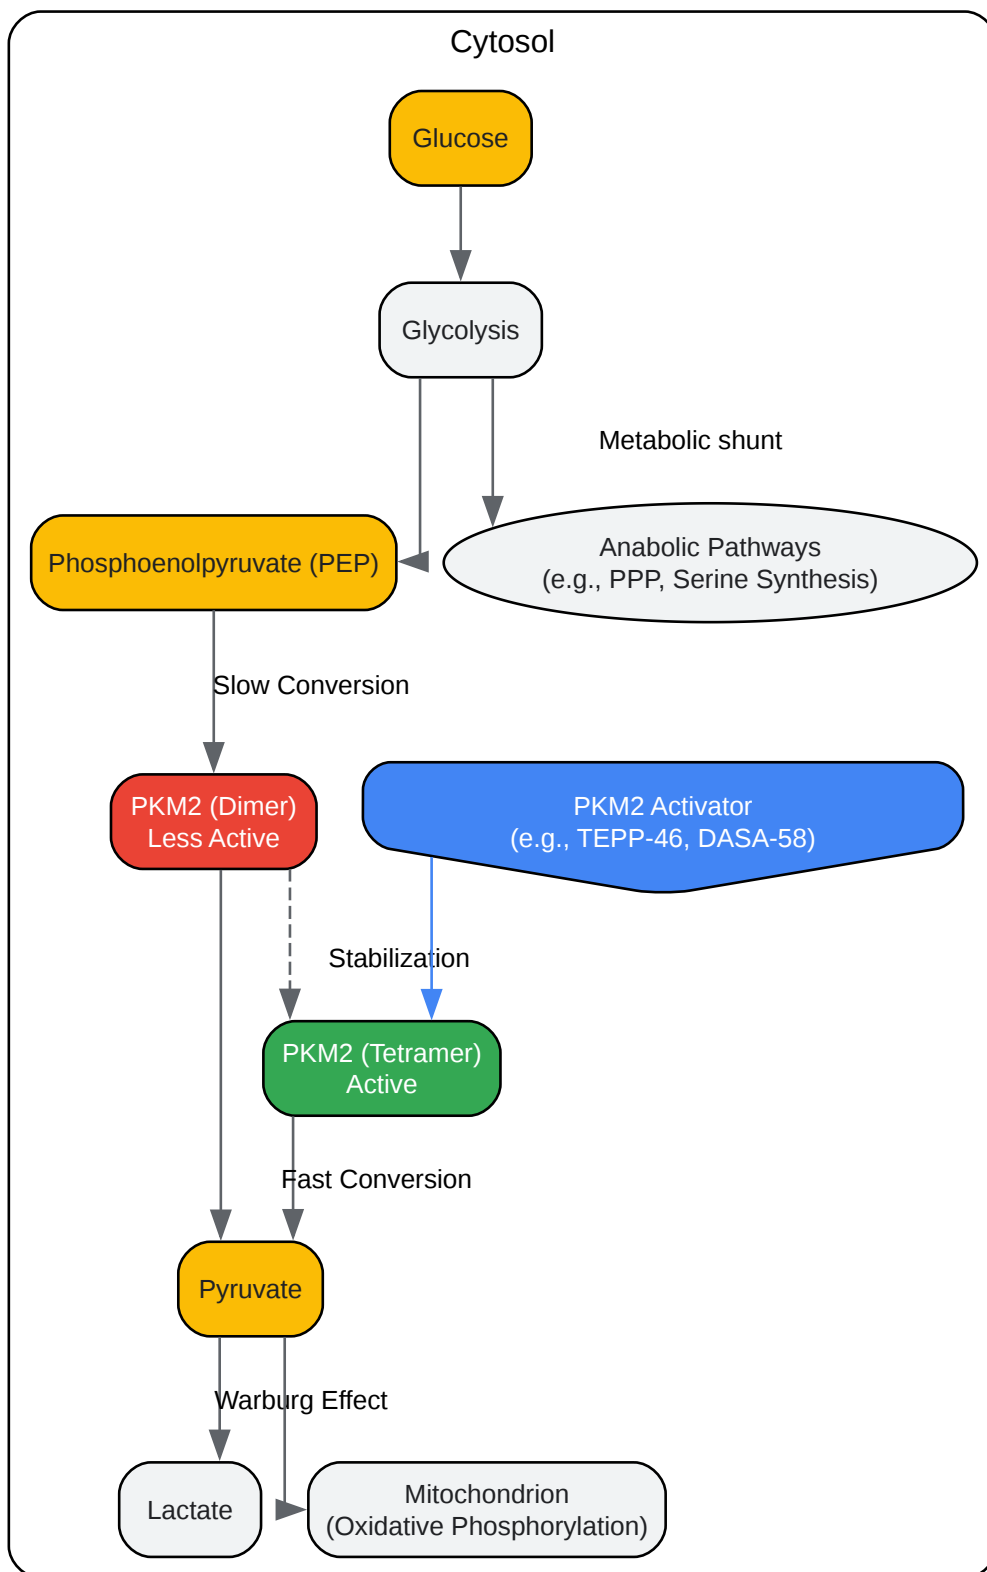 Cytosol
Glucose
Glycolysis
Metabolic shunt
Phosphoenolpyruvate (PEP)
Anabolic Pathways
(e.g., PPP, Serine Synthesis)
Slow Conversion
PKM2 (Dimer)
Less Active
PKM2 Activator
(e.g., TEPP-46, DASA-58)
Stabilization
PKM2 (Tetramer)
Active
Fast Conversion
Pyruvate
Warburg Effect
Lactate
Mitochondrion
(Oxidative Phosphorylation)